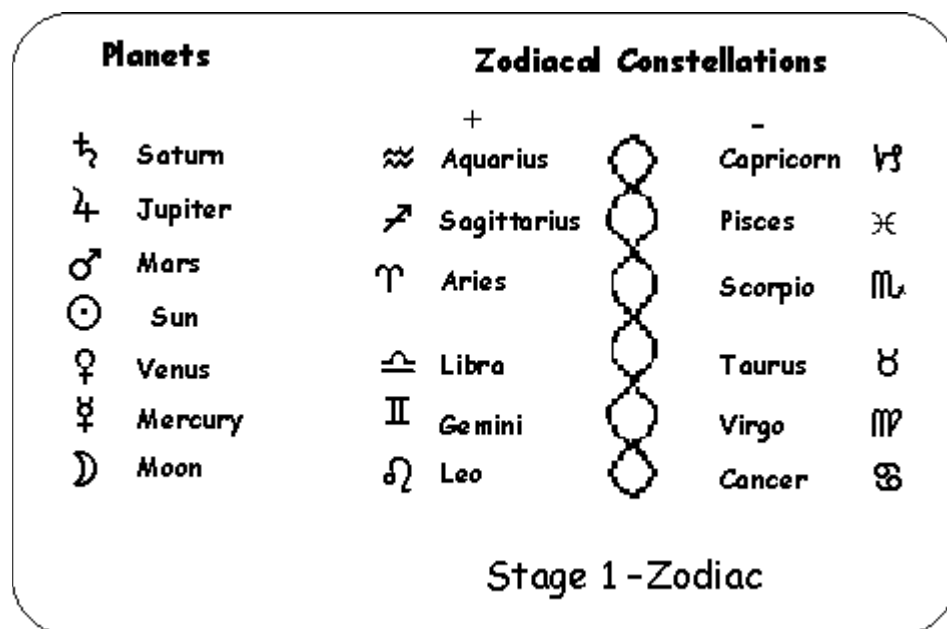 Planets Zodiacal Constellations
+ -
♄ Saturn ♒ Aquarius Capricorn ♑
♃ Jupiter ♐ Sagittarius Pisces ♓
♂ Mars ♈ Aries Scorpio ♏
☉ Sun
♀ Venus ♎ Libra Taurus ♉
☿ Mercury ♊ Gemini Virgo ♍
☽ Moon ♌ Leo Cancer ♋
Stage 1 -Zodiac